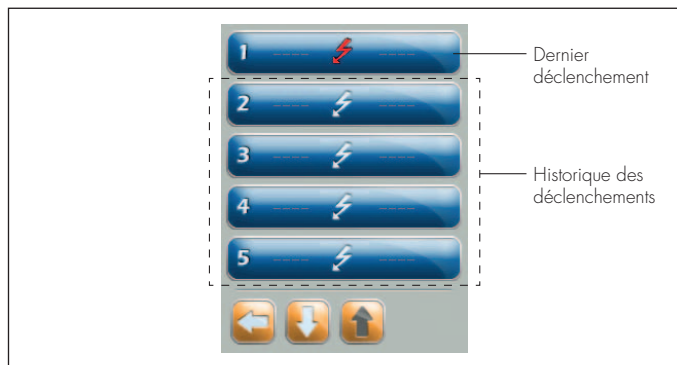 1 ---- ----
Dernier
déclenchement
2 ---- ----
3 ---- ----
Historique des
déclenchements
4 ---- ----
5 ---- ----